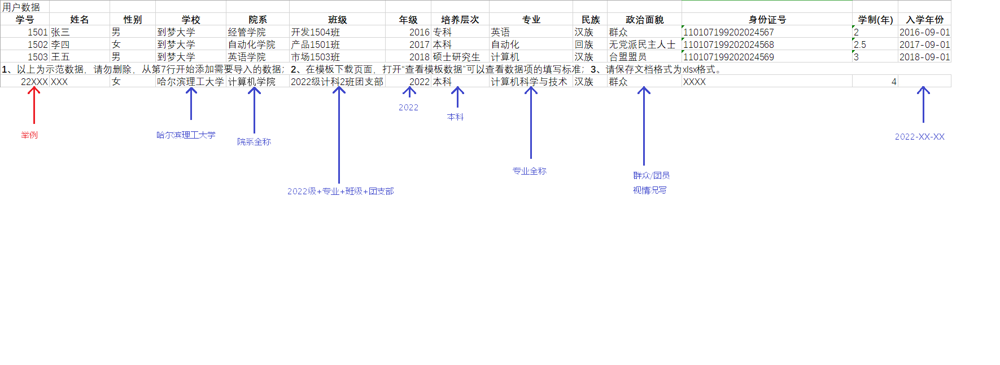 用户数据
学号 姓名 性别 学校 院系 班级 年级 培养层次 专业 民族 政治面貌 身份证号 学制(年) 入学年份
1501 张三 男 到梦大学 经管学院 开发1504班 2016 专科 英语 汉族 群众 110107199202024567 2 2016-09-01
1502 李四 女 到梦大学 自动化学院 产品1501班 2017 本科 自动化 回族 无党派民主人士 110107199202024568 2.5 2017-09-01
1503 王五 男 到梦大学 英语学院 市场1503班 2018 硕士研究生 计算机 汉族 台盟盟员 110107199202024569 3 2018-09-01
1、以上为示范数据，请勿删除，从第7行开始添加需要导入的数据；2、在模板下载页面，打开“查看模板数据”可以查看数据项的填写标准；3、请保存文档格式为xlsx格式。
22XXX XXX 女 哈尔滨理工大学 计算机学院 2022级计科2班团支部 2022 本科 计算机科学与技术 汉族 群众 XXXX 4
2022
本科
举例 哈尔滨理工大学 院系全称 2022-XX-XX
专业全称
群众/团员
视情况写
2022级+专业+班级+团支部